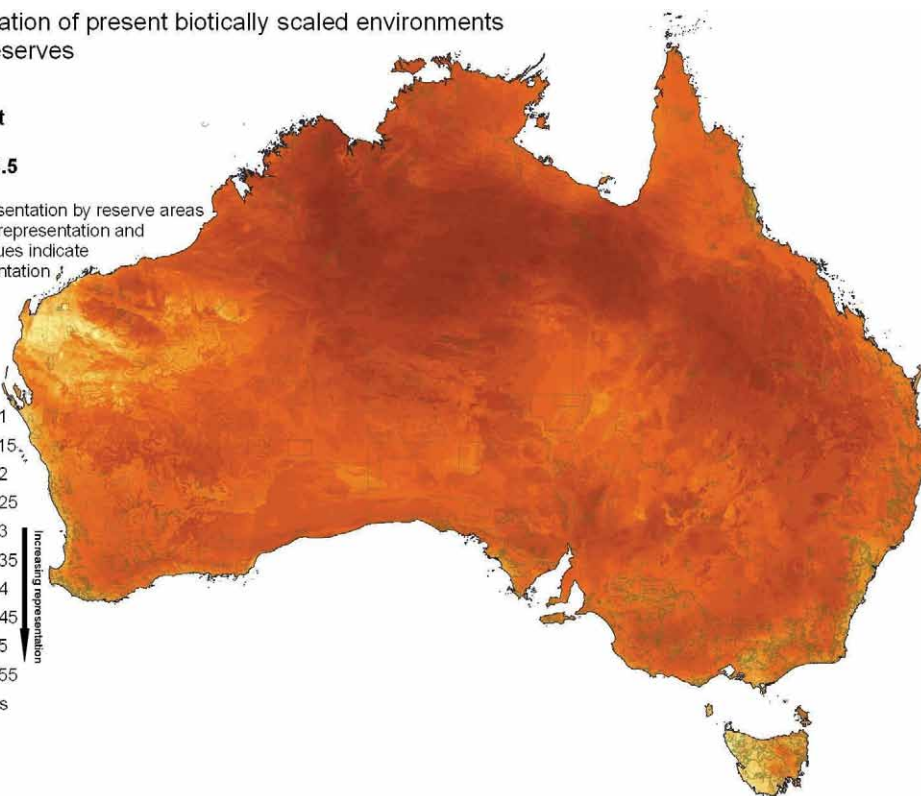 ation of present biotically scaled environments
eserves
t
.5
sentation by reserve areas
representation and
ues indicate
ntation
1
15
2
25
3
35
4
45
5
55
s
Increasing representation